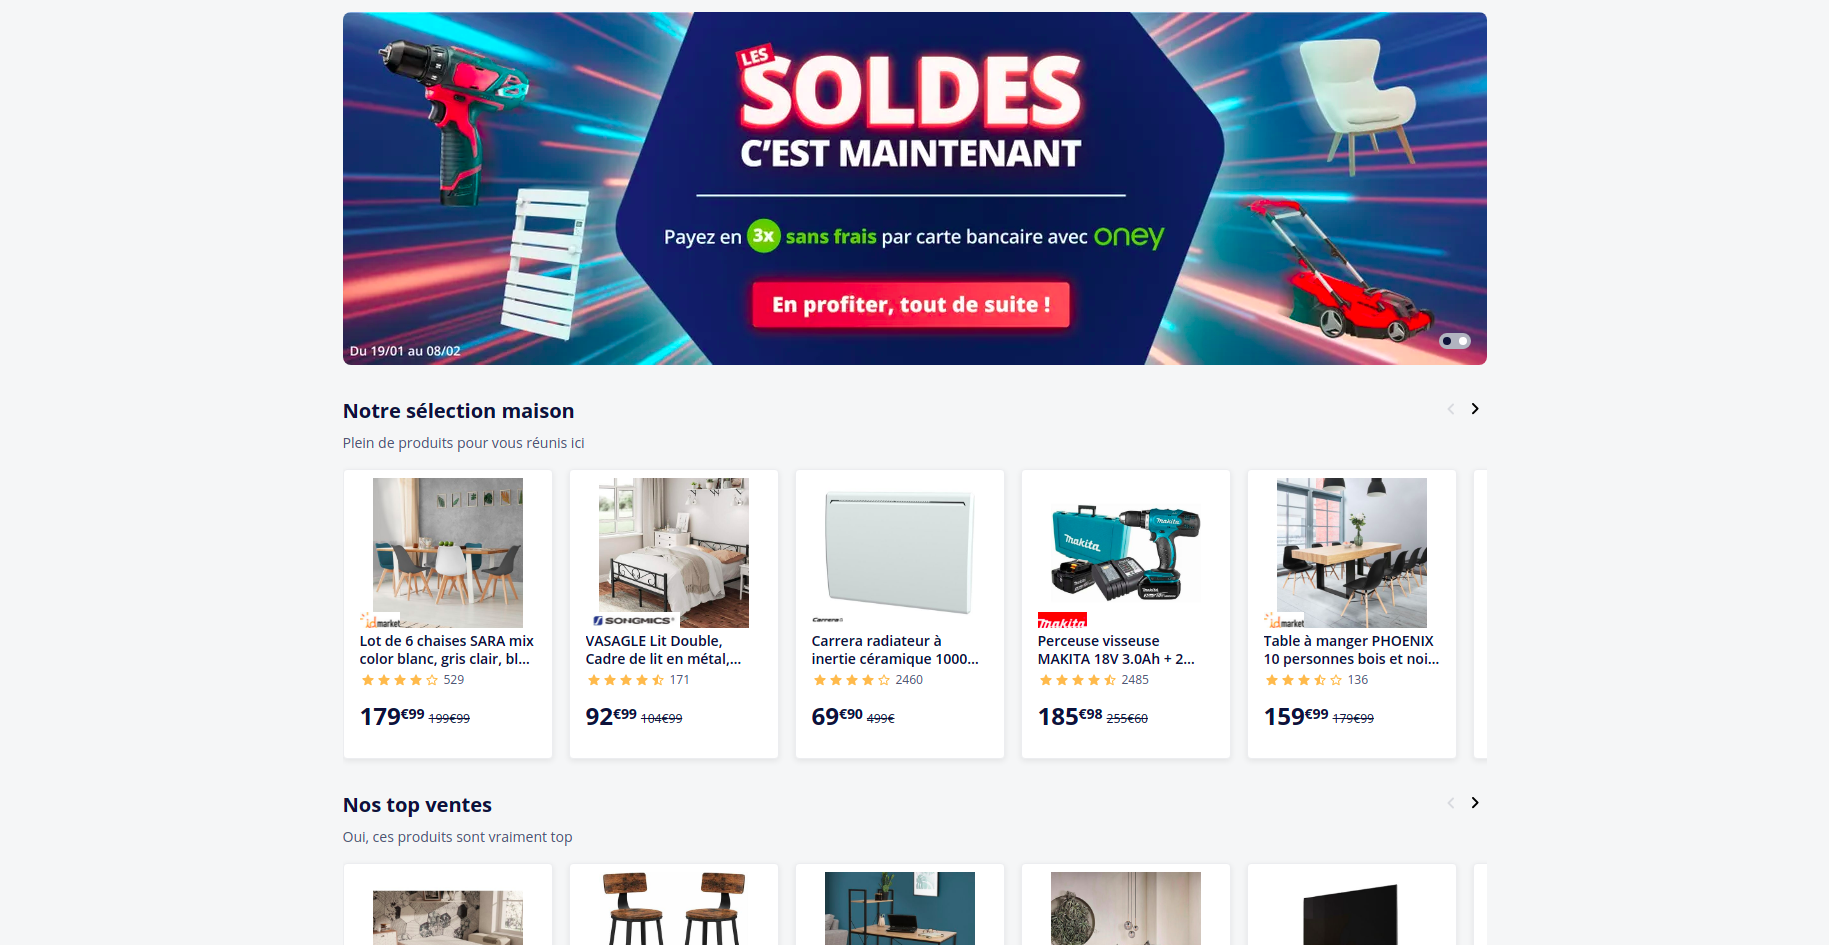 LES
SOLDES
C'EST MAINTENANT
Payez en 3x sans frais par carte bancaire avec oney
En profiter, tout de suite !
Du 19/01 au 08/02
Notre sélection maison
Plein de produits pour vous réunis ici
idmarket
Lot de 6 chaises SARA mix
color blanc, gris clair, bl...
529
179€99 199€99
SONGMICS
VASAGLE Lit Double,
Cadre de lit en métal,...
171
92€99 104€99
Carrera
Carrera radiateur à
inertie céramique 1000...
2460
69€90 499€
makita
makita
makita
Perceuse visseuse
MAKITA 18V 3.0Ah + 2...
2485
185€98 255€60
idmarket
Table à manger PHOENIX
10 personnes bois et noi...
136
159€99 179€99
Nos top ventes
Oui, ces produits sont vraiment top